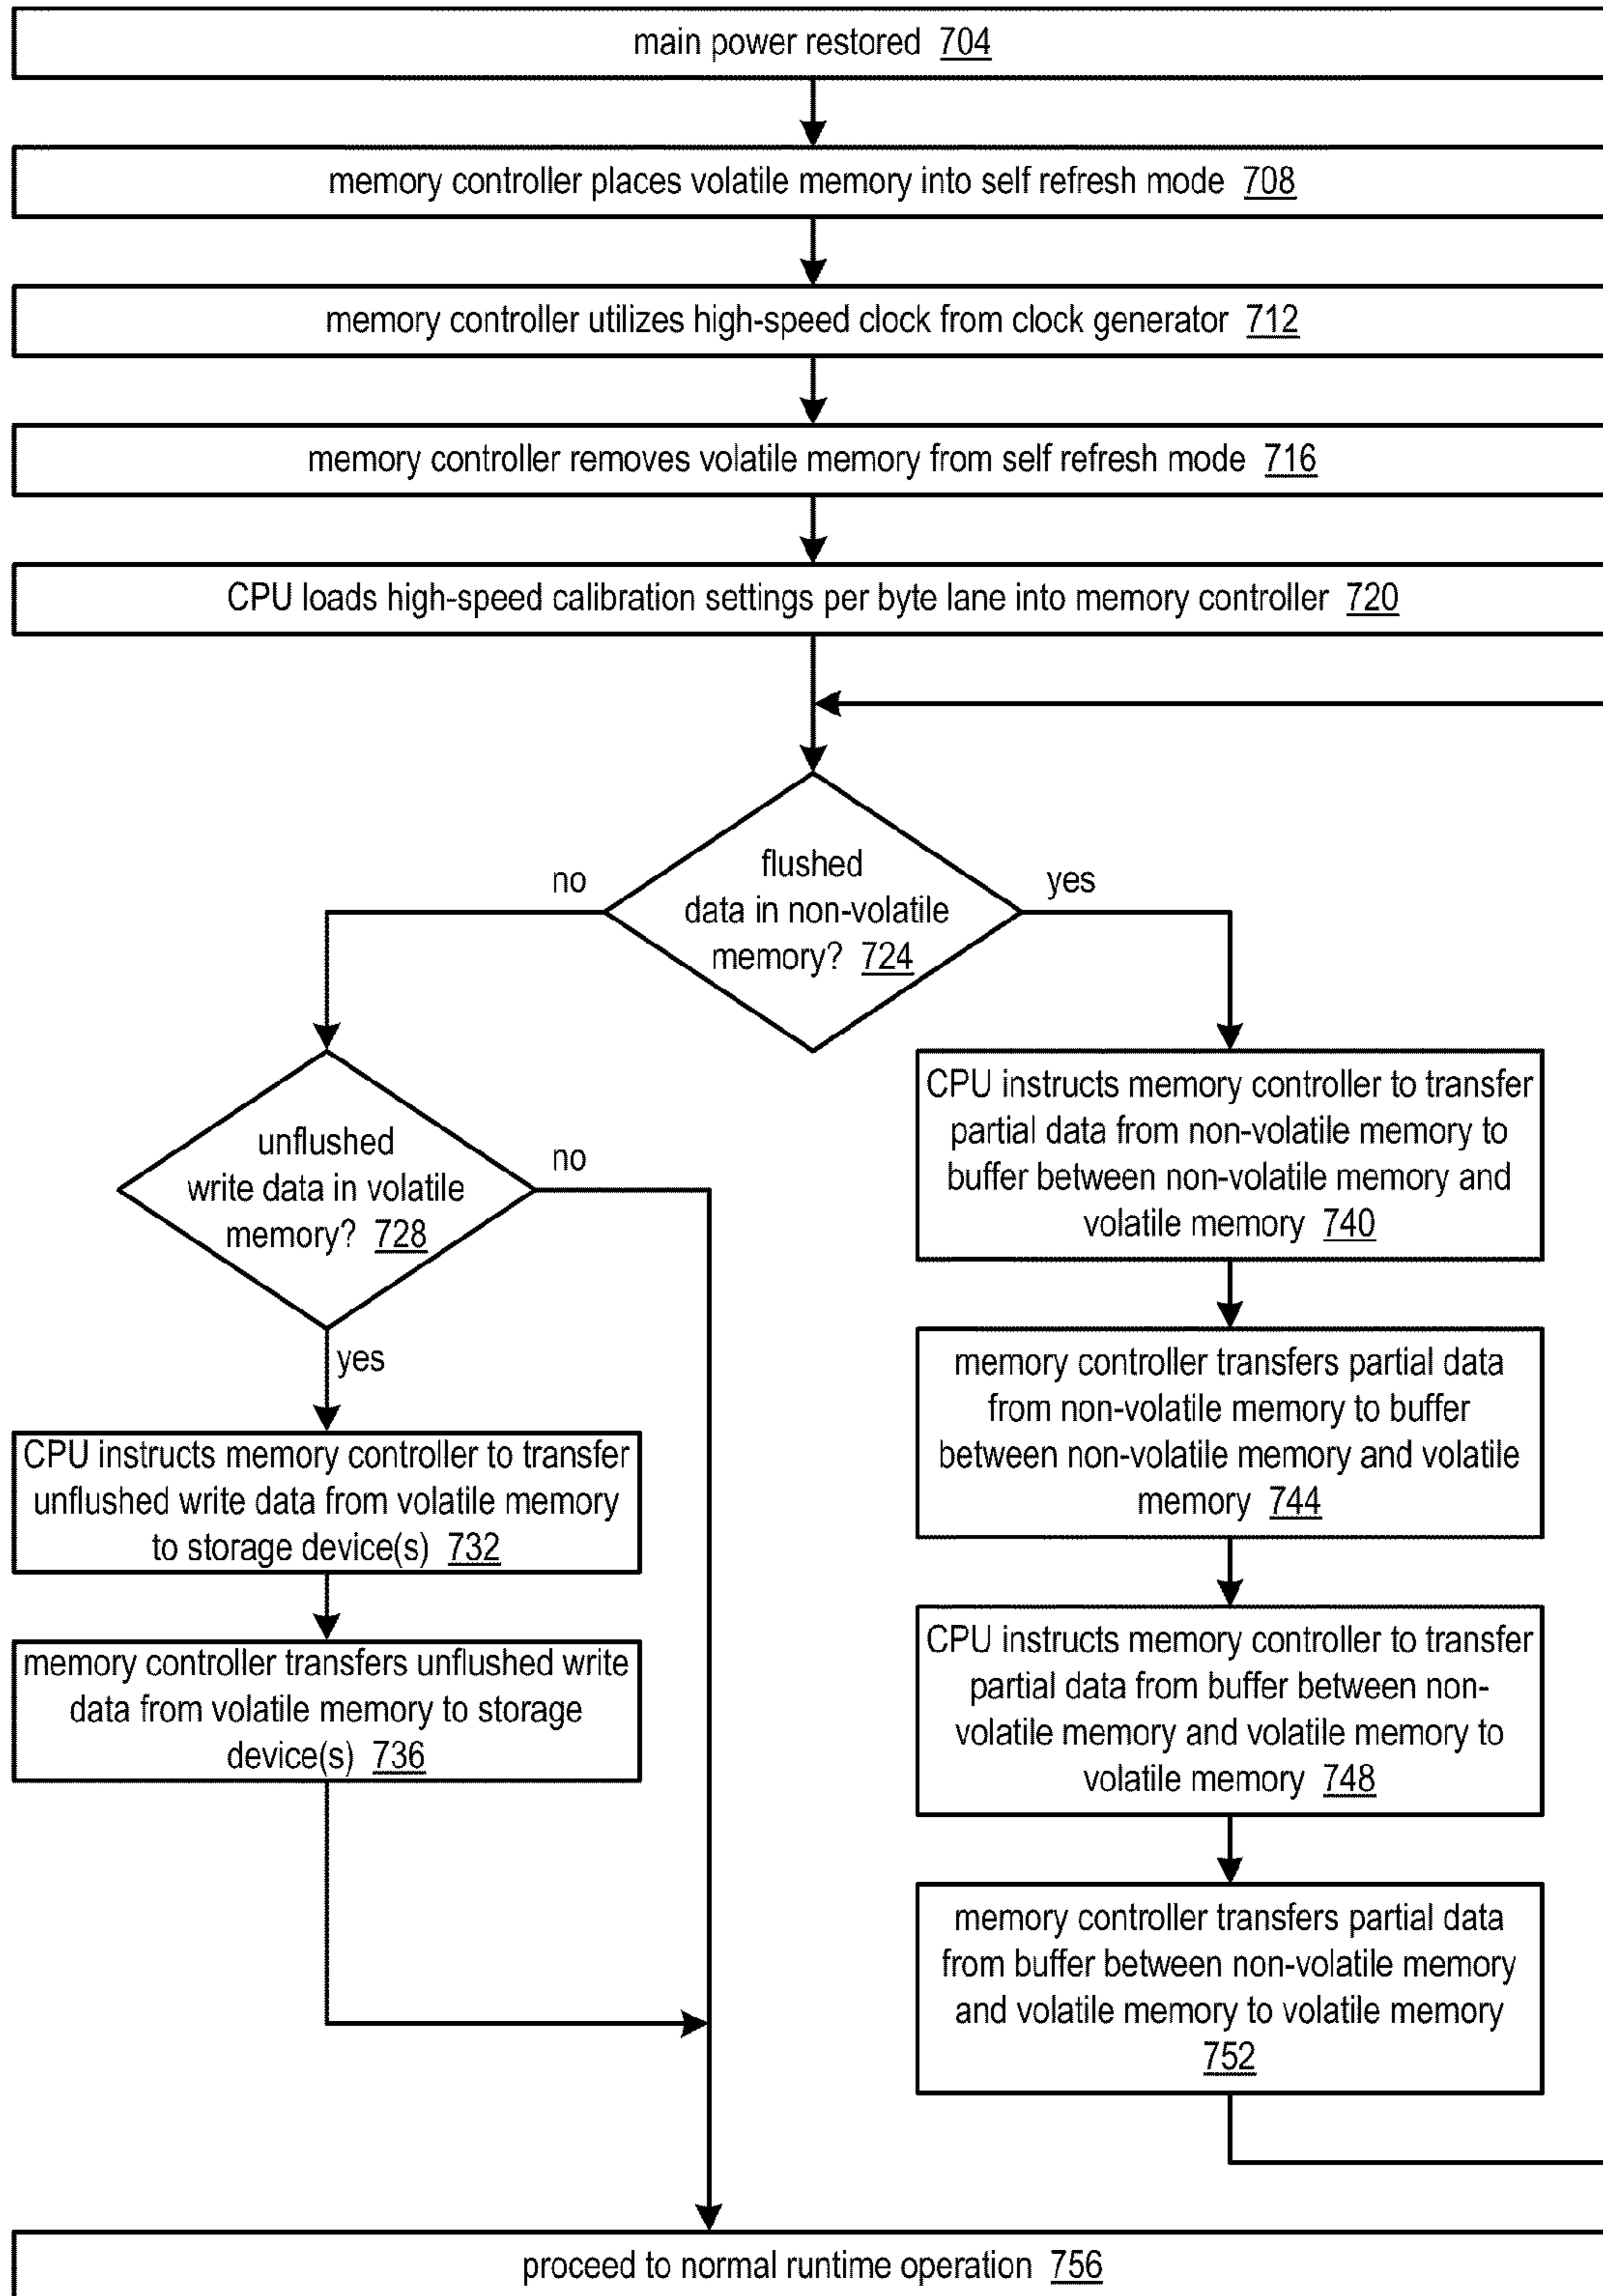 main power restored 704
memory controller places volatile memory into self refresh mode 708
memory controller utilizes high-speed clock from clock generator 712
memory controller removes volatile memory from self refresh mode 716
CPU loads high-speed calibration settings per byte lane into memory controller 720
flushed
data in non-volatile
memory? 724
no
yes
unflushed
write data in volatile
memory? 728
no
yes
CPU instructs memory controller to transfer
unflushed write data from volatile memory
to storage device(s) 732
memory controller transfers unflushed write
data from volatile memory to storage
device(s) 736
CPU instructs memory controller to transfer
partial data from non-volatile memory to
buffer between non-volatile memory and
volatile memory 740
memory controller transfers partial data
from non-volatile memory to buffer
between non-volatile memory and volatile
memory 744
CPU instructs memory controller to transfer
partial data from buffer between non-
volatile memory and volatile memory to
volatile memory 748
memory controller transfers partial data
from buffer between non-volatile memory
and volatile memory to volatile memory
752
proceed to normal runtime operation 756